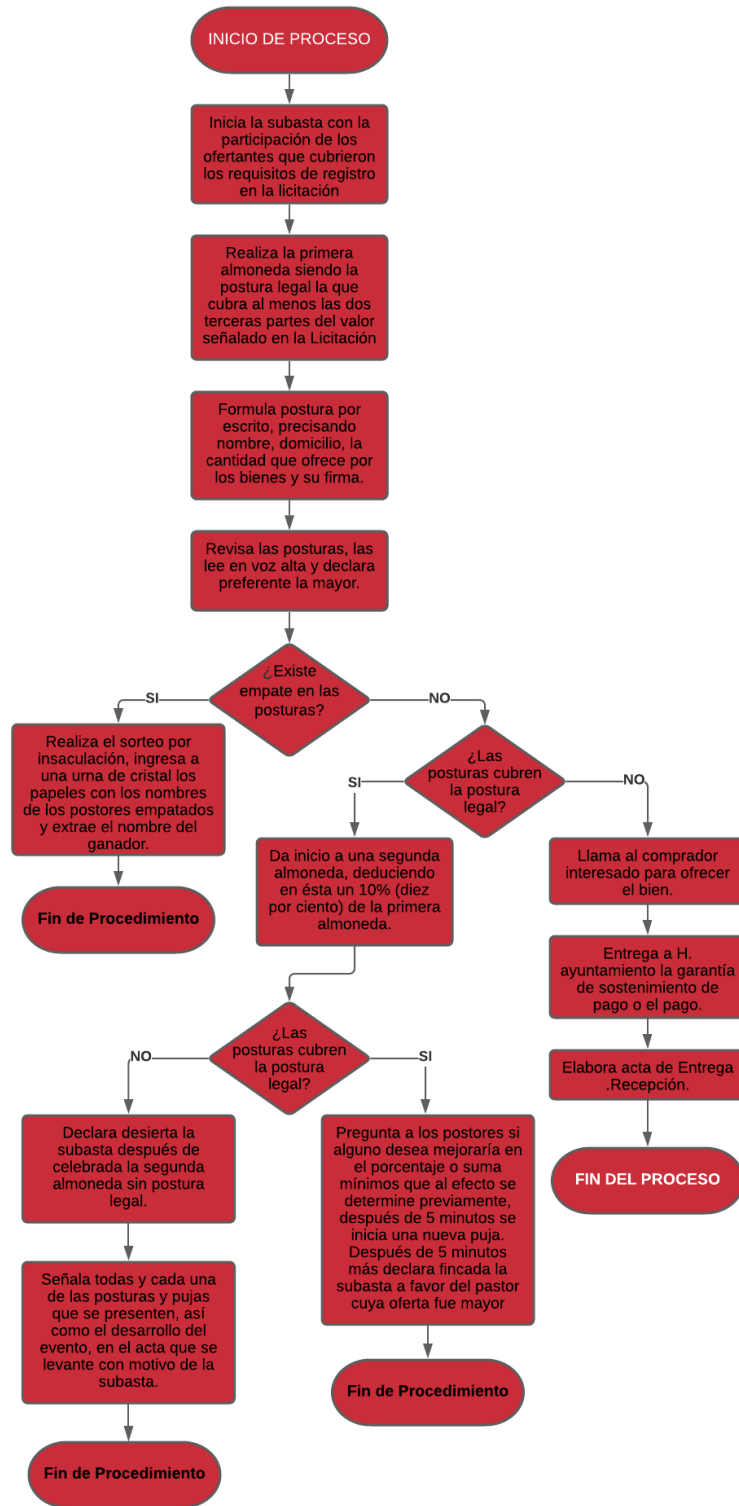 INICIO DE PROCESO
Inicia la subasta con la
participación de los
ofertantes que cubrieron
los requisitos de registro
en la licitación
Realiza la primera
almoneda siendo la
postura legal la que
cubra al menos las dos
terceras partes del valor
señalado en la Licitación
Formula postura por
escrito, precisando
nombre, domicilio, la
cantidad que ofrece por
los bienes y su firma.
Revisa las posturas, las
lee en voz alta y declara
preferente la mayor.
¿Existe
empate en las
posturas?
SI
NO
Realiza el sorteo por
insaculación, ingresa a
una urna de cristal los
papeles con los nombres
de los postores empatados
y extrae el nombre del
ganador.
Fin de Procedimiento
¿Las
posturas cubren
la postura
legal?
SI
NO
Da inicio a una segunda
almoneda, deduciendo
en ésta un 10% (diez
por ciento) de la primera
almoneda.
Llama al comprador
interesado para ofrecer
el bien.
Entrega a H.
ayuntamiento la garantía
de sostenimiento de
pago o el pago.
Elabora acta de Entrega
.Recepción.
FIN DEL PROCESO
¿Las
posturas cubren
la postura
legal?
NO
SI
Declara desierta la
subasta después de
celebrada la segunda
almoneda sin postura
legal.
Señala todas y cada una
de las posturas y pujas
que se presenten, así
como el desarrollo del
evento, en el acta que se
levante con motivo de la
subasta.
Fin de Procedimiento
Pregunta a los postores si
alguno desea mejoraría en
el porcentaje o suma
mínimos que al efecto se
determine previamente,
después de 5 minutos se
inicia una nueva puja.
Después de 5 minutos
más declara fincada la
subasta a favor del pastor
cuya oferta fue mayor
Fin de Procedimiento